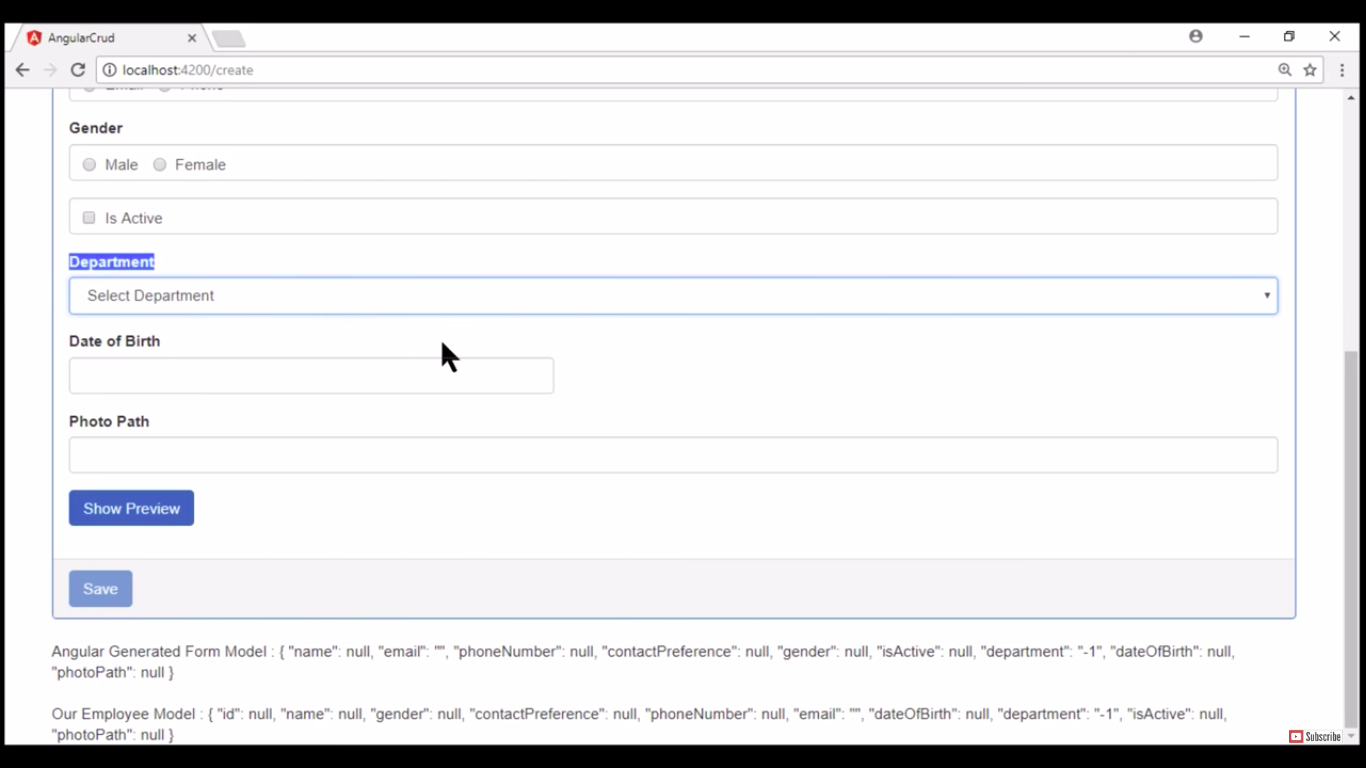 AngularCrud
localhost:4200/create
Email Phone
Gender
Male Female
Is Active
Department
Select Department
Date of Birth
Photo Path
Show Preview
Save
Angular Generated Form Model : { "name": null, "email": "", "phoneNumber": null, "contactPreference": null, "gender": null, "isActive": null, "department": "-1", "dateOfBirth": null,
"photoPath": null }
Our Employee Model : { "id": null, "name": null, "gender": null, "contactPreference": null, "phoneNumber": null, "email": "", "dateOfBirth": null, "department": "-1", "isActive": null,
"photoPath": null }
Subscribe